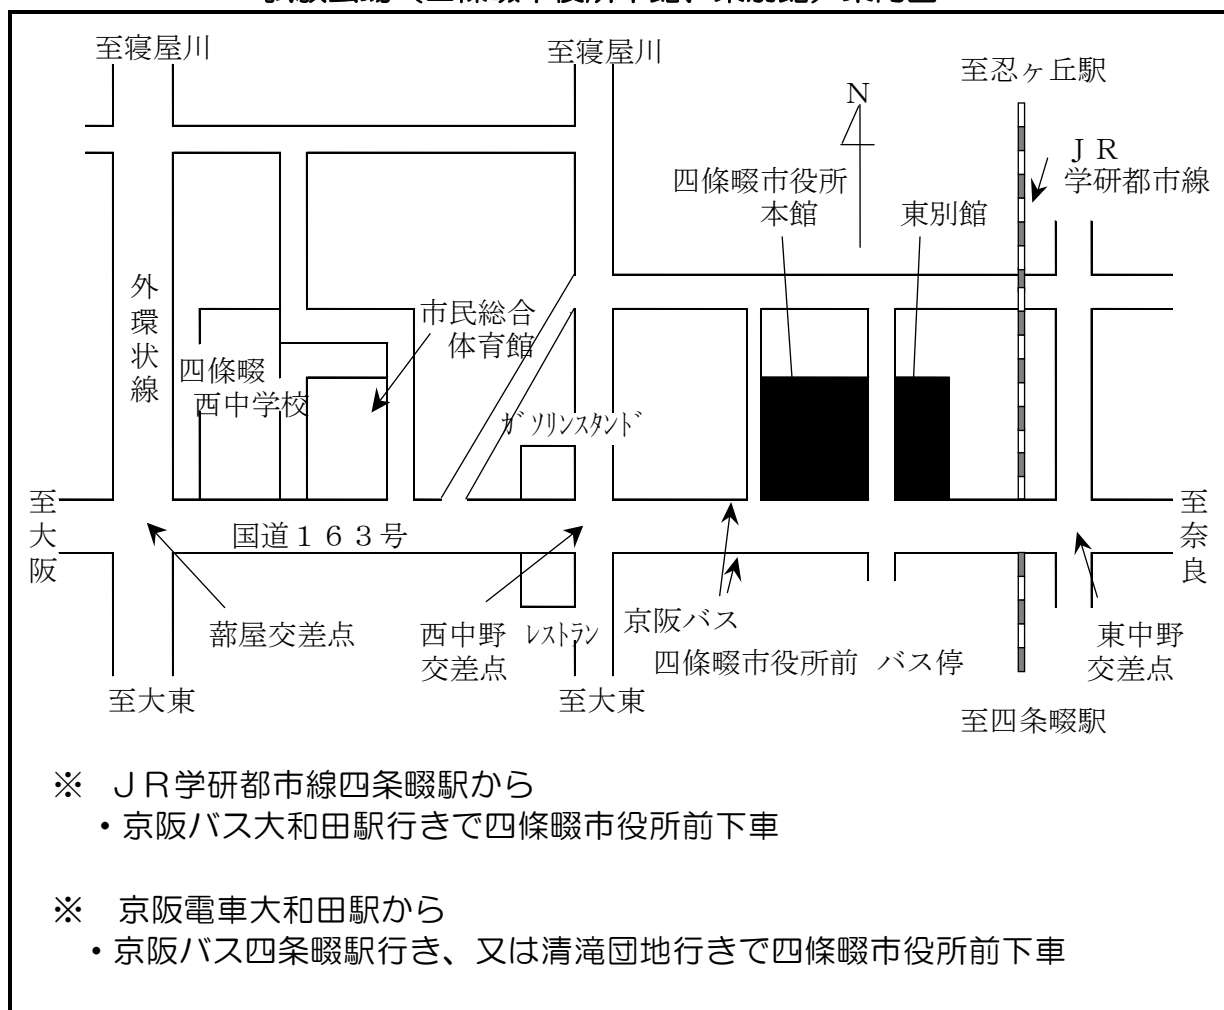 至寝屋川
至寝屋川
至忍ヶ丘駅
Ｎ
ＪＲ
学研都市線
四條畷市役所
本館
東別館
外環状線
市民総合
体育館
四條畷
西中学校
ｶﾞｿﾘﾝｽﾀﾝﾄﾞ
至大阪
国道１６３号
至奈良
蔀屋交差点
西中野
交差点
ﾚｽﾄﾗﾝ
京阪バス
四條畷市役所前 バス停
東中野
交差点
至大東
至大東
至四条畷駅
※ ＪＲ学研都市線四条畷駅から
・京阪バス大和田駅行きで四條畷市役所前下車
※ 京阪電車大和田駅から
・京阪バス四条畷駅行き、又は清滝団地行きで四條畷市役所前下車